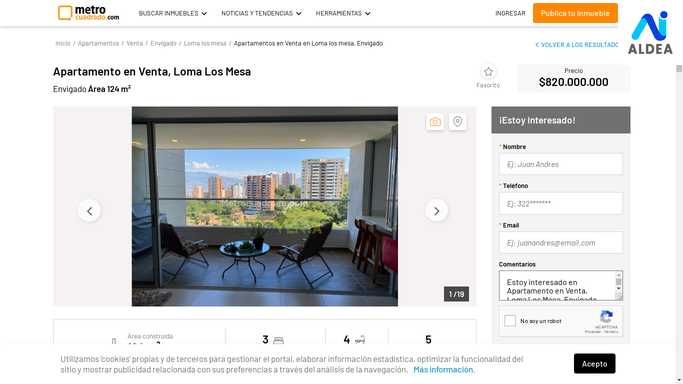 metro
cuadrado.com
BUSCAR INMUEBLES
NOTICIAS Y TENDENCIAS
HERRAMIENTAS
INGRESAR
Publica tu Inmueble
ALDEA
Inicio / Apartamentos / Venta / Envigado / Loma los mesa / Apartamentos en Venta en Loma los mesa, Envigado
< VOLVER A LOS RESULTADO
Apartamento en Venta, Loma Los Mesa
Envigado Área 124 m²
Favorito
Precio
$820.000.000
1 / 19
¡Estoy Interesado!
* Nombre
Ej: Juan Andres
* Teléfono
Ej: 322*******
* Email
Ej: juanandres@email.com
Comentarios
Estoy interesado en
Apartamento en Venta,
Loma Los Mesa, Envigado
No soy un robot
reCAPTCHA
Privacidad - Términos
Área construida
3
4
5
Utilizamos 'cookies' propias y de terceros para gestionar el portal, elaborar información estadística, optimizar la funcionalidad del
sitio y mostrar publicidad relacionada con sus preferencias a través del análisis de la navegación. Más información.
Acepto